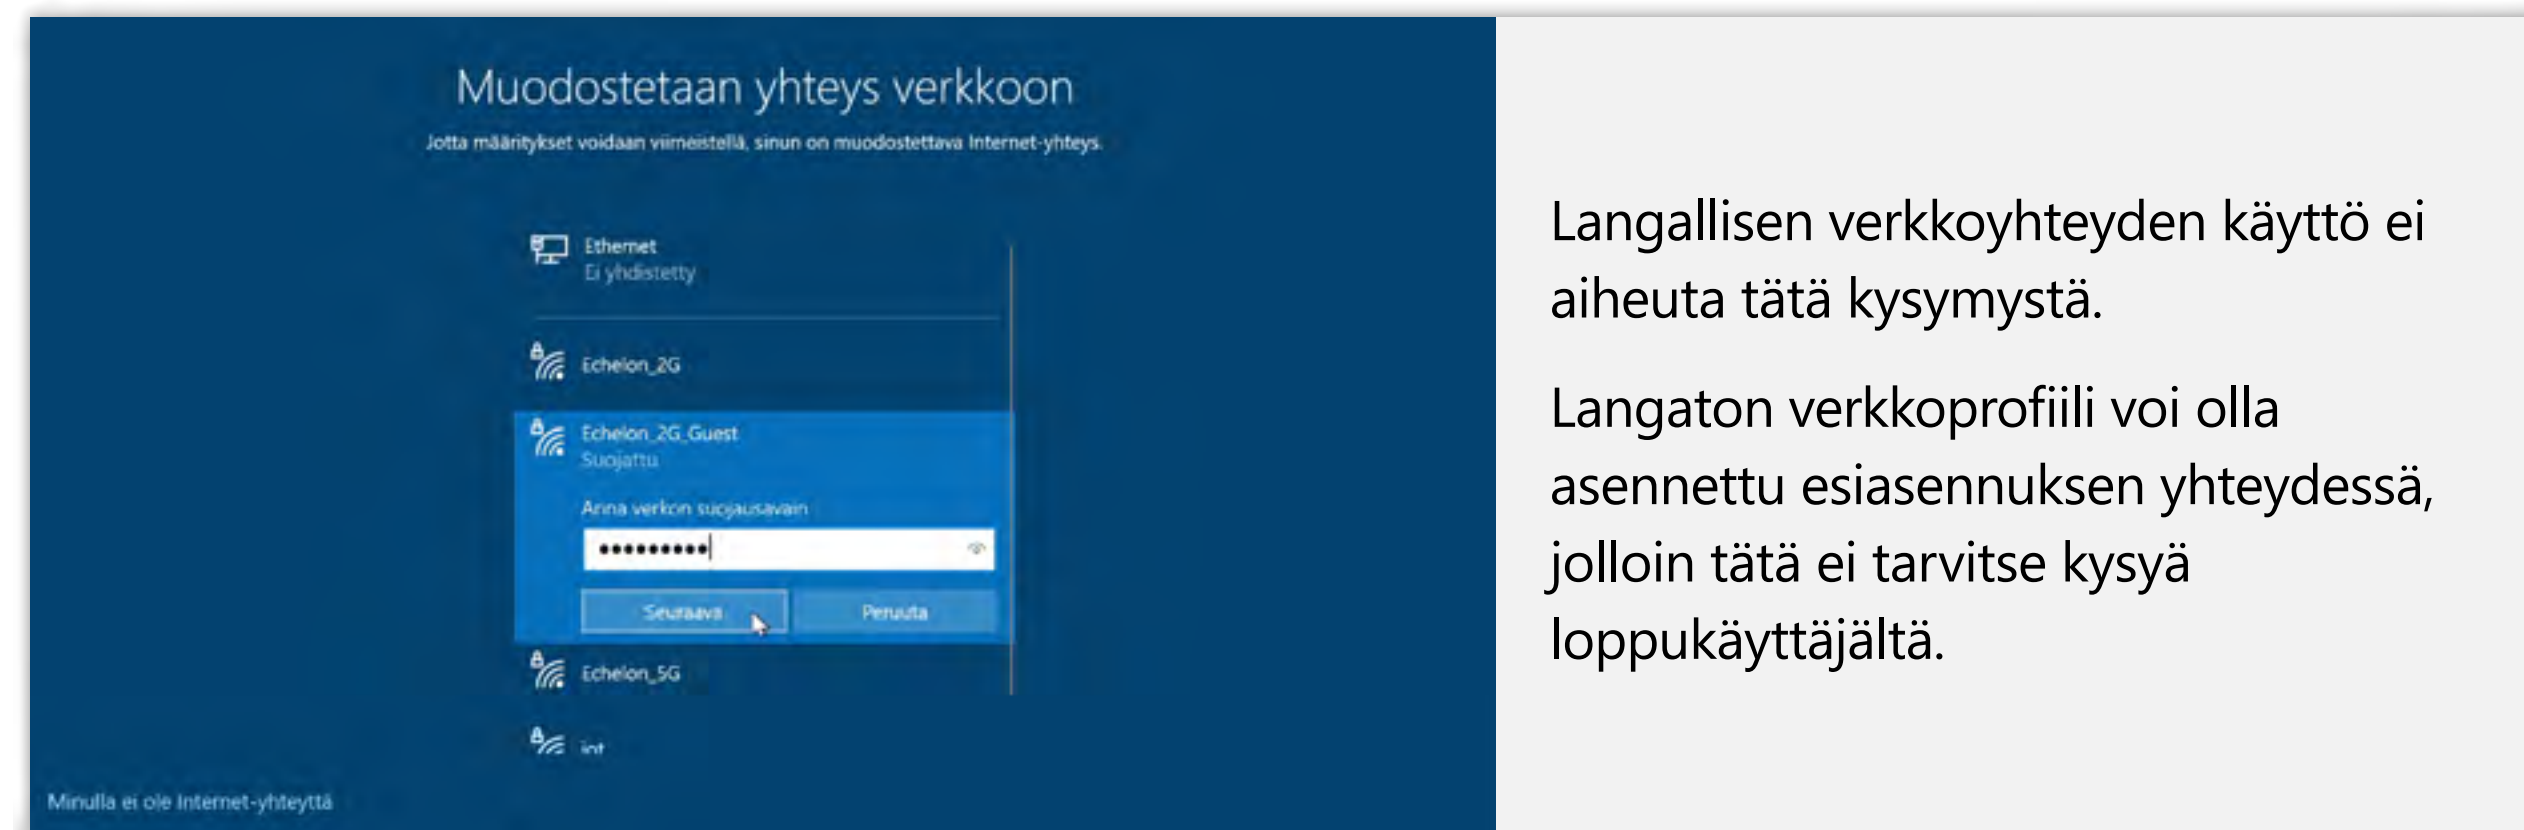 Muodostetaan yhteys verkkoon
Jotta määritykset voidaan viimeistellä, sinun on muodostettava Internet-yhteys.
Ethernet
Ei yhdistetty
Echelon_2G
Echelon_2G_Guest
Suojattu
Anna verkon suojausavain
•••••••••
Seuraava
Peruuta
Echelon_5G
Minulla ei ole Internet-yhteyttä
Langallisen verkkoyhteyden käyttö ei
aiheuta tätä kysymystä.
Langaton verkkoprofiili voi olla
asennettu esiasennuksen yhteydessä,
jolloin tätä ei tarvitse kysyä
loppukäyttäjältä.